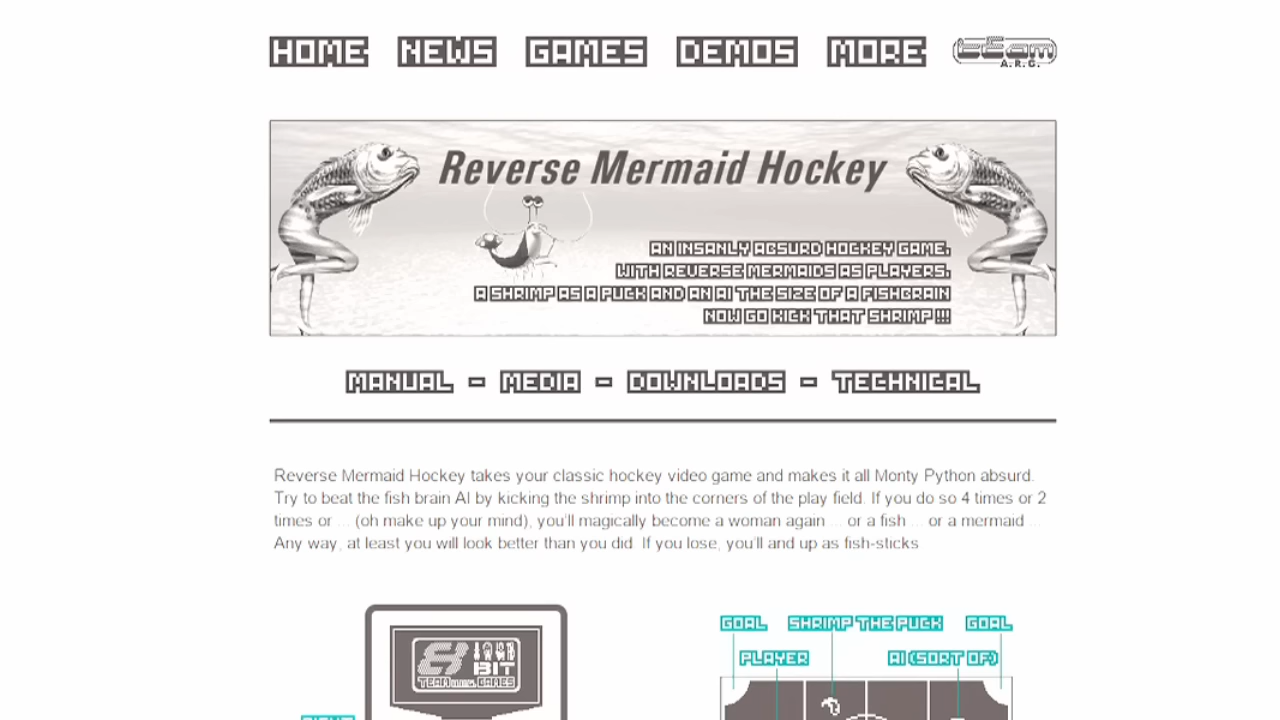 HOME NEWS GAMES DEMOS MORE team
A.R.G.
Reverse Mermaid Hockey
AN INSANLY ABSURD HOCKEY GAME.
WITH REVERSE MERMAIDS AS PLAYERS.
A SHRIMP AS A PUCK AND AN AI THE SIZE OF A FISHBRAIN
NOW GO KICK THAT SHRIMP !!!
MANUAL - MEDIA - DOWNLOADS - TECHNICAL
Reverse Mermaid Hockey takes your classic hockey video game and makes it all Monty Python absurd.
Try to beat the fish brain AI by kicking the shrimp into the corners of the play field. If you do so 4 times or 2
times or ... (oh make up your mind), you'll magically become a woman again ... or a fish ... or a mermaid ...
Any way, at least you will look better than you did. If you lose, you'll and up as fish-sticks
GOAL SHRIMP THE PUCK GOAL
PLAYER AI (SORT OF)
8 BIT
GAMES